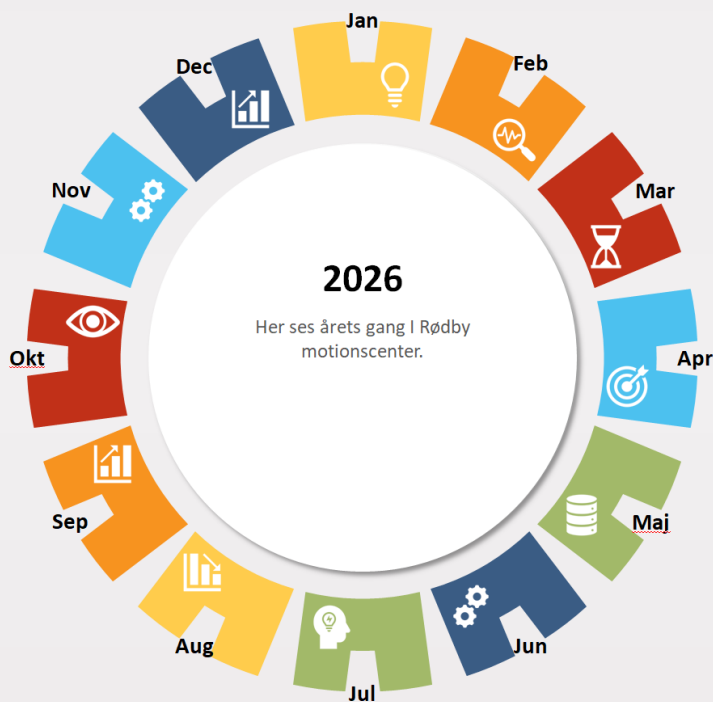 Jan
Feb
Mar
Apr
Maj
Jun
Jul
Aug
Sep
Okt
Nov
Dec
2026
Her ses årets gang I Rødby
motionscenter.